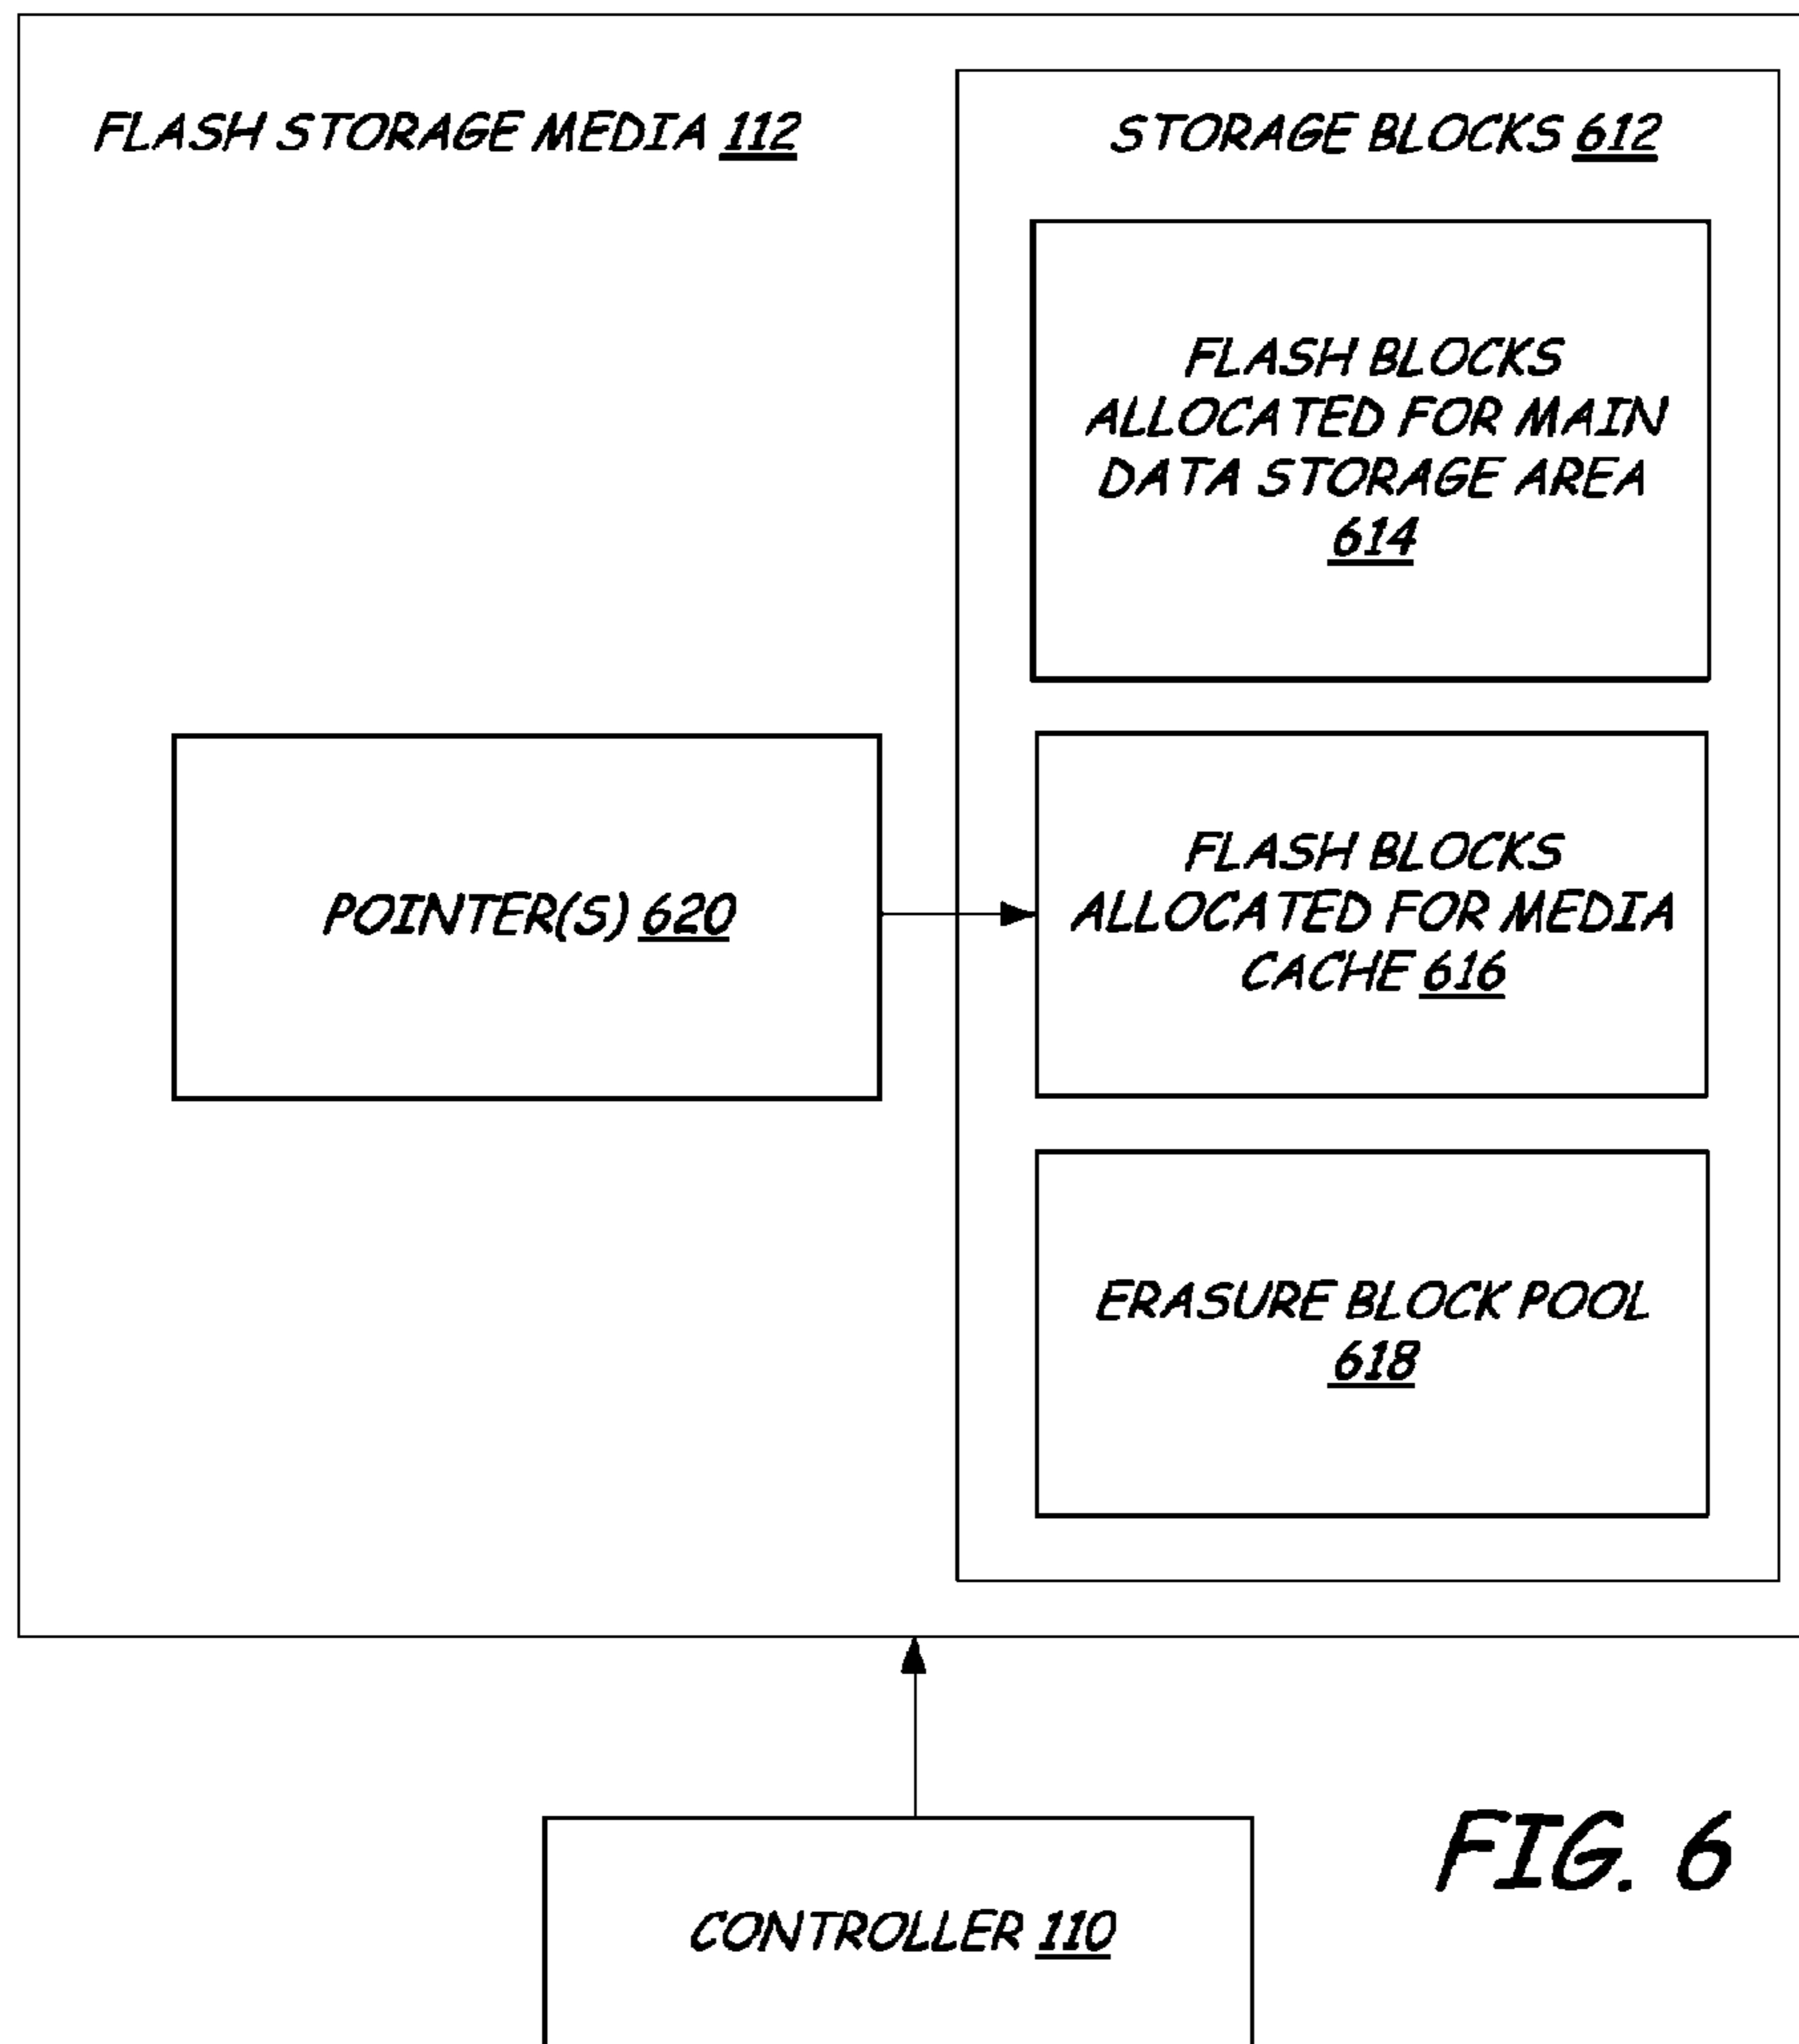 FLASH STORAGE MEDIA 112
STORAGE BLOCKS 612
FLASH BLOCKS
ALLOCATED FOR MAIN
DATA STORAGE AREA
614
POINTER(S) 620
FLASH BLOCKS
ALLOCATED FOR MEDIA
CACHE 616
ERASURE BLOCK POOL
618
CONTROLLER 110
FIG. 6